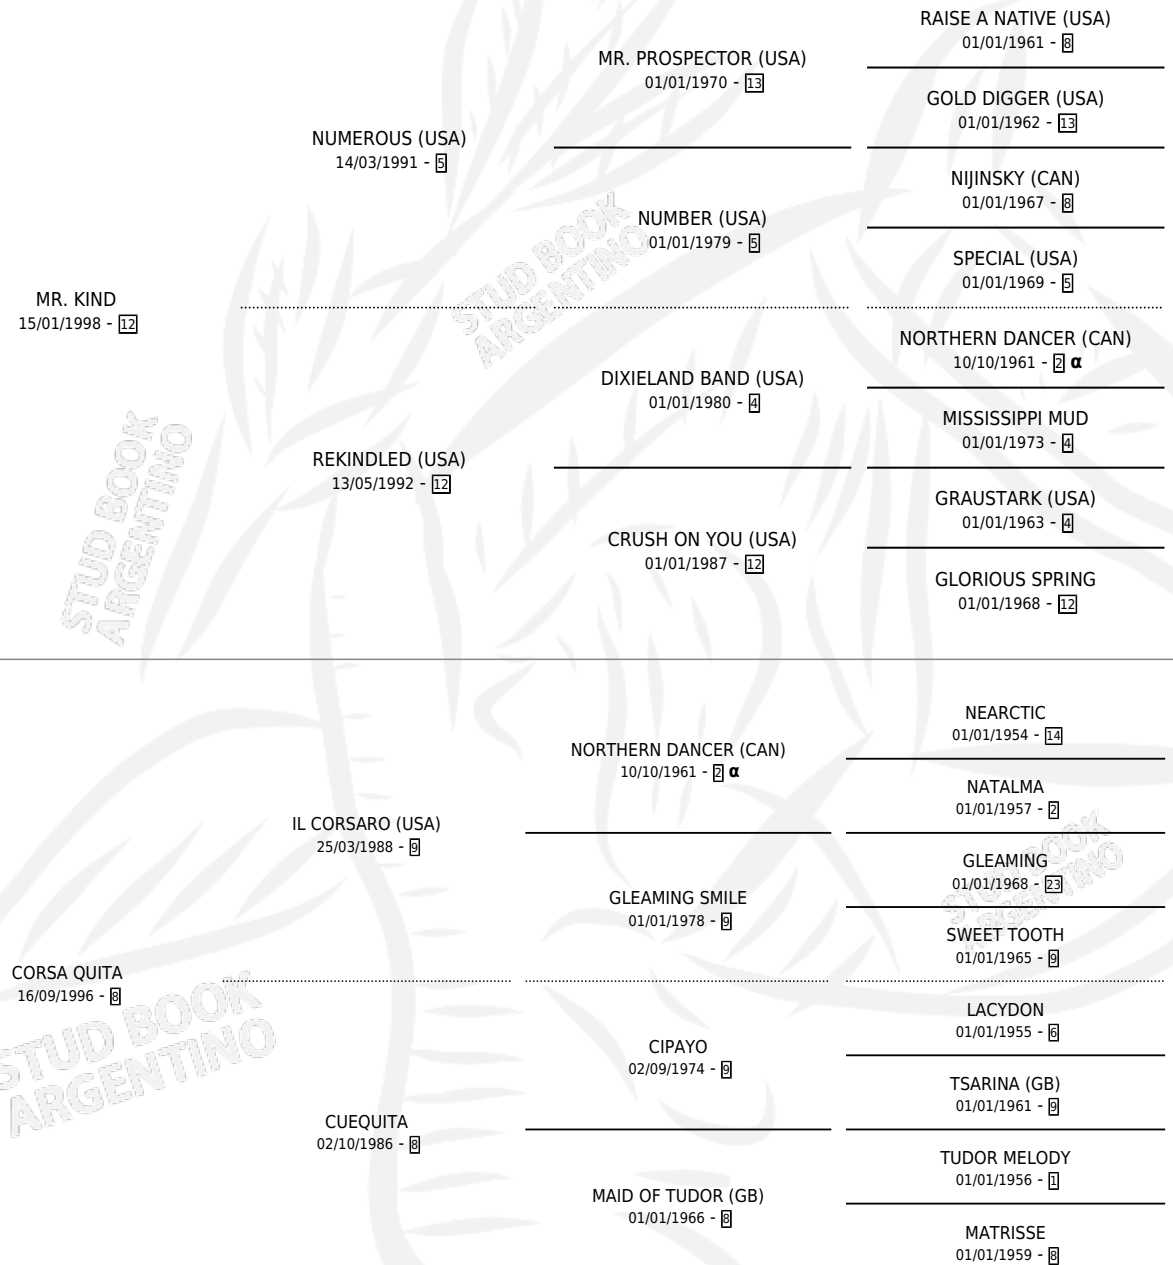 RAISE A NATIVE (USA)
01/01/1961 - 8
MR. PROSPECTOR (USA)
01/01/1970 - 13
GOLD DIGGER (USA)
01/01/1962 - 13
NUMEROUS (USA)
14/03/1991 - 5
NIJINSKY (CAN)
01/01/1967 - 8
NUMBER (USA)
01/01/1979 - 5
SPECIAL (USA)
01/01/1969 - 5
MR. KIND
15/01/1998 - 12
NORTHERN DANCER (CAN)
10/10/1961 - 2 α
DIXIELAND BAND (USA)
01/01/1980 - 4
MISSISSIPPI MUD
01/01/1973 - 4
REKINDLED (USA)
13/05/1992 - 12
GRAUSTARK (USA)
01/01/1963 - 4
CRUSH ON YOU (USA)
01/01/1987 - 12
GLORIOUS SPRING
01/01/1968 - 12
NEARCTIC
01/01/1954 - 14
NORTHERN DANCER (CAN)
10/10/1961 - 2 α
NATALMA
01/01/1957 - 2
IL CORSARO (USA)
25/03/1988 - 9
GLEAMING
01/01/1968 - 23
GLEAMING SMILE
01/01/1978 - 9
SWEET TOOTH
01/01/1965 - 9
CORSA QUITA
16/09/1996 - 8
LACYDON
01/01/1955 - 6
CIPAYO
02/09/1974 - 9
TSARINA (GB)
01/01/1961 - 9
CUEQUITA
02/10/1986 - 8
TUDOR MELODY
01/01/1956 - 1
MAID OF TUDOR (GB)
01/01/1966 - 8
MATRISSE
01/01/1959 - 8
STUD BOOK
ARGENTINO
STUD BOOK
ARGENTINO
STUD BOOK
ARGENTINO
STUD BOOK
ARGENTINO